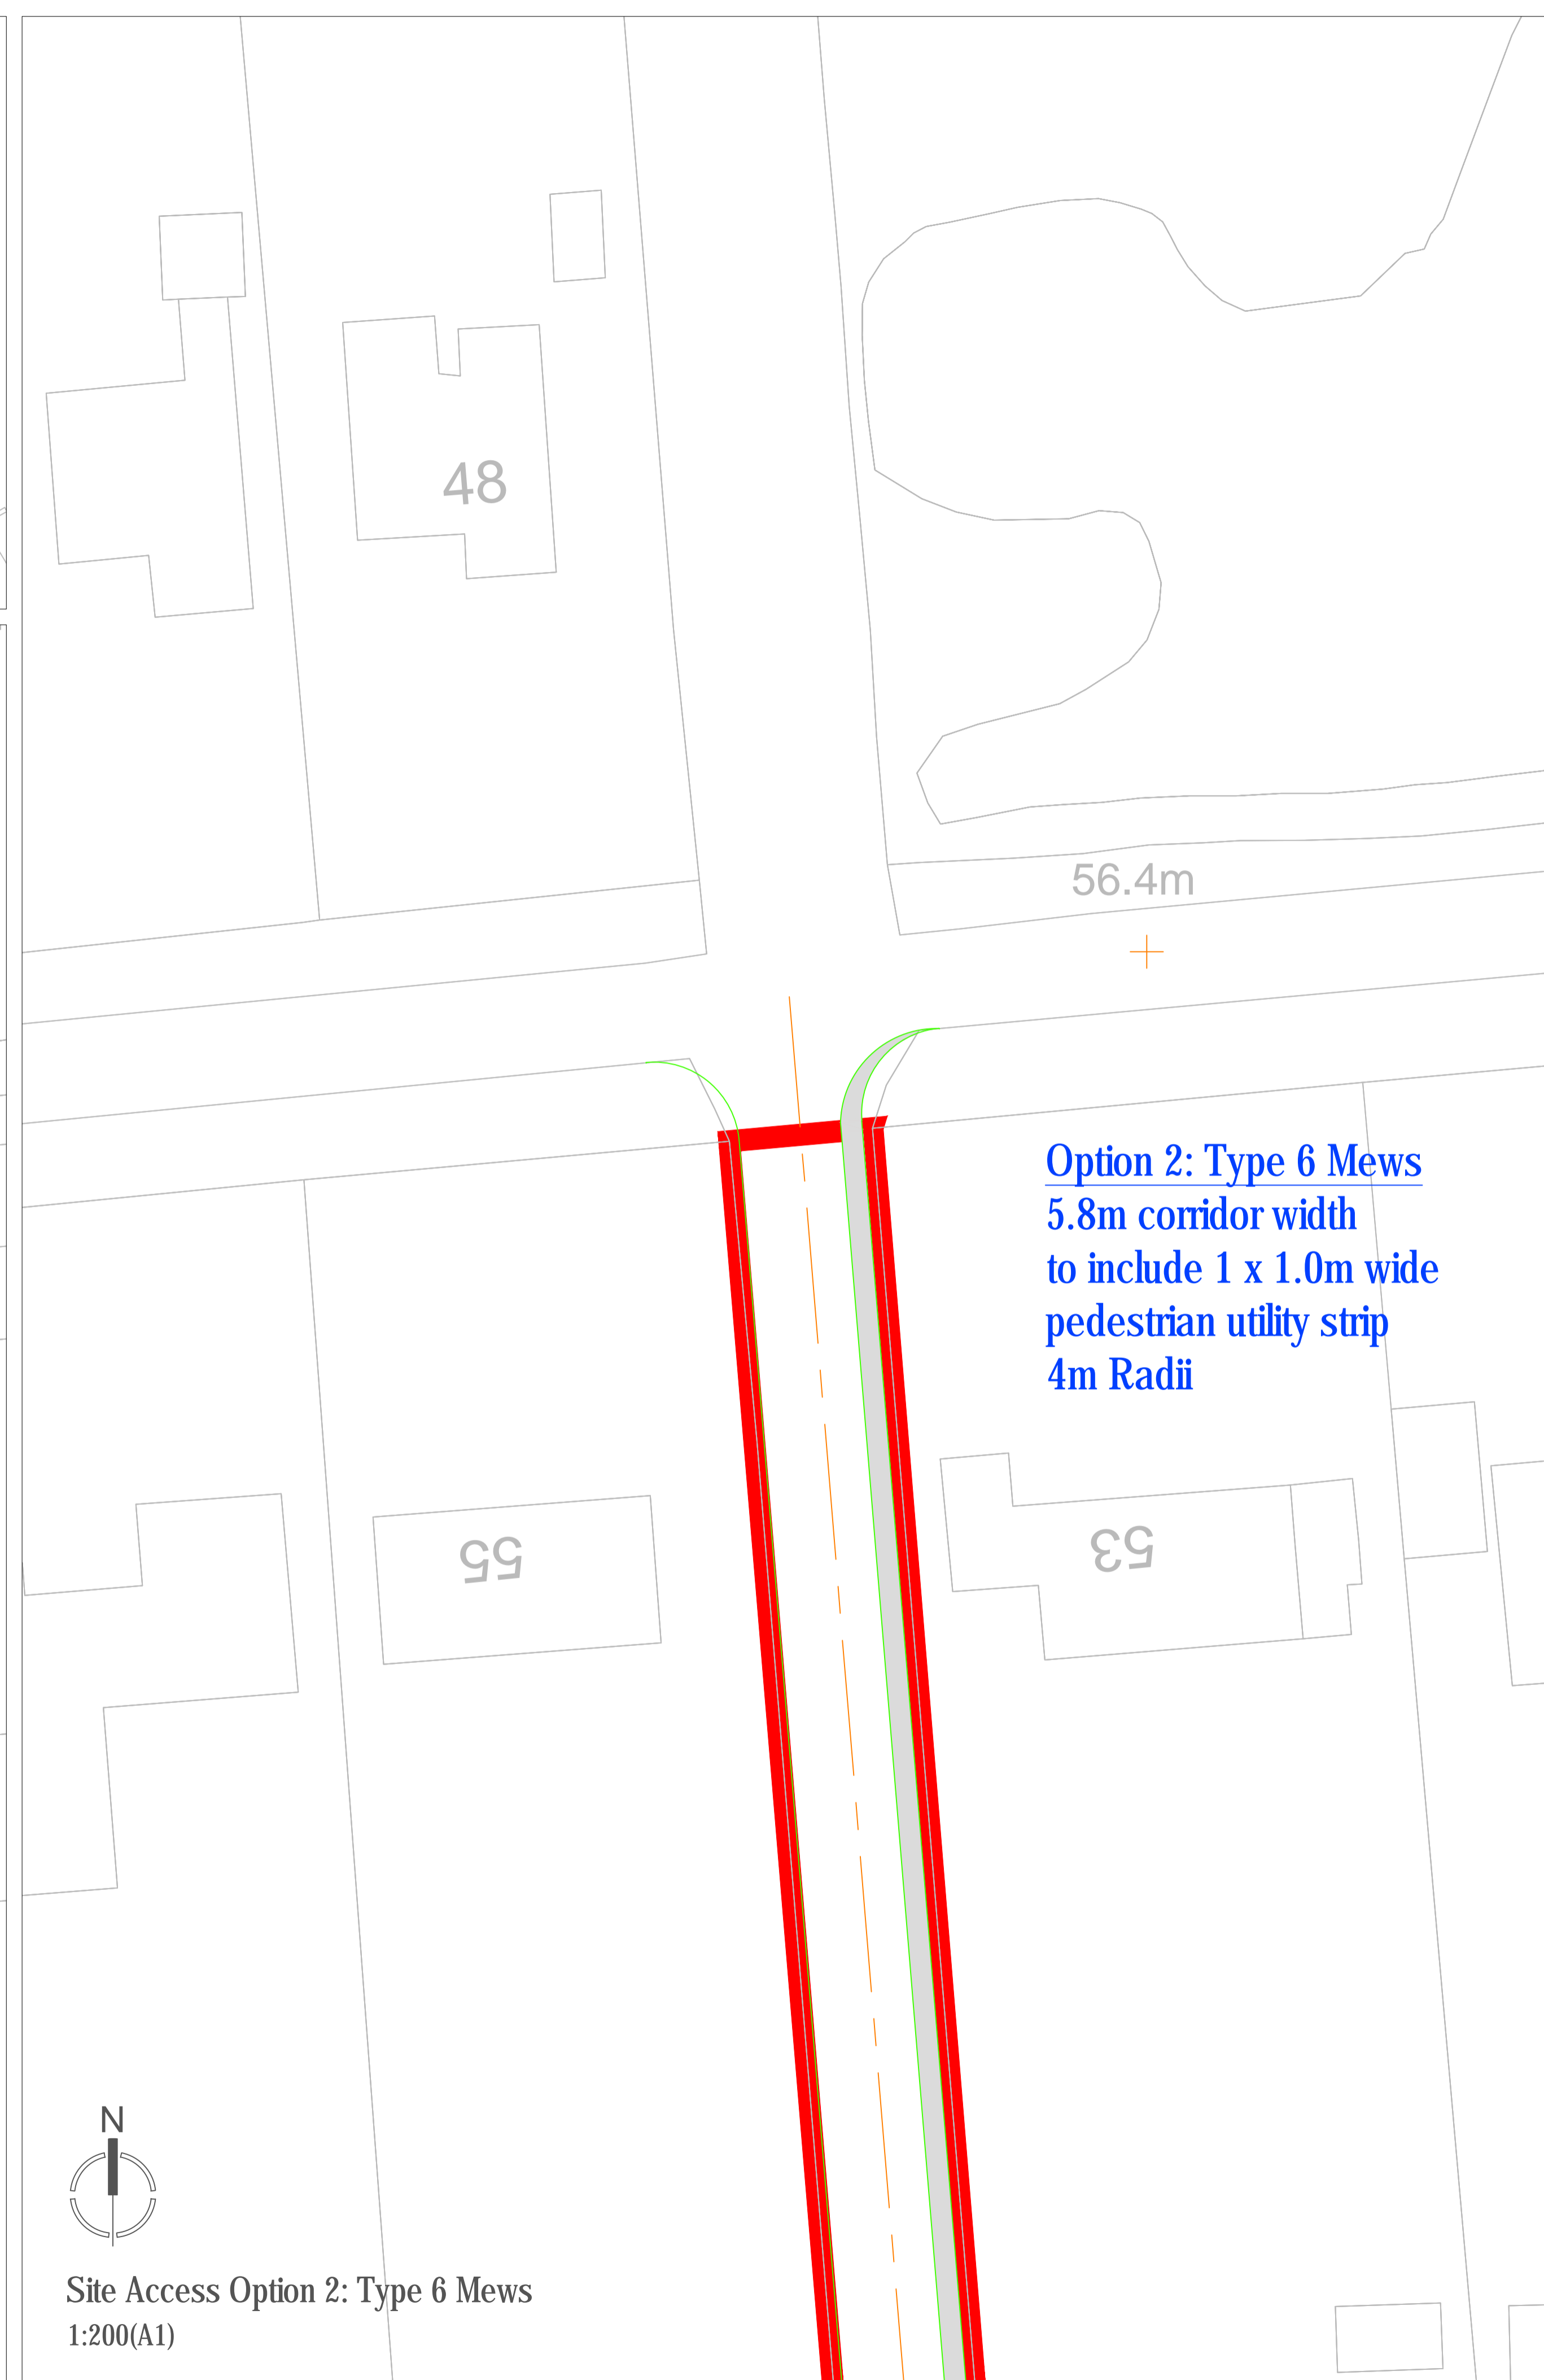 48
56.4m
Option 2: Type 6 Mews
5.8m corridor width
to include 1 x 1.0m wide
pedestrian utility strip
4m Radii
55
53
N
Site Access Option 2: Type 6 Mews
1:200(A1)